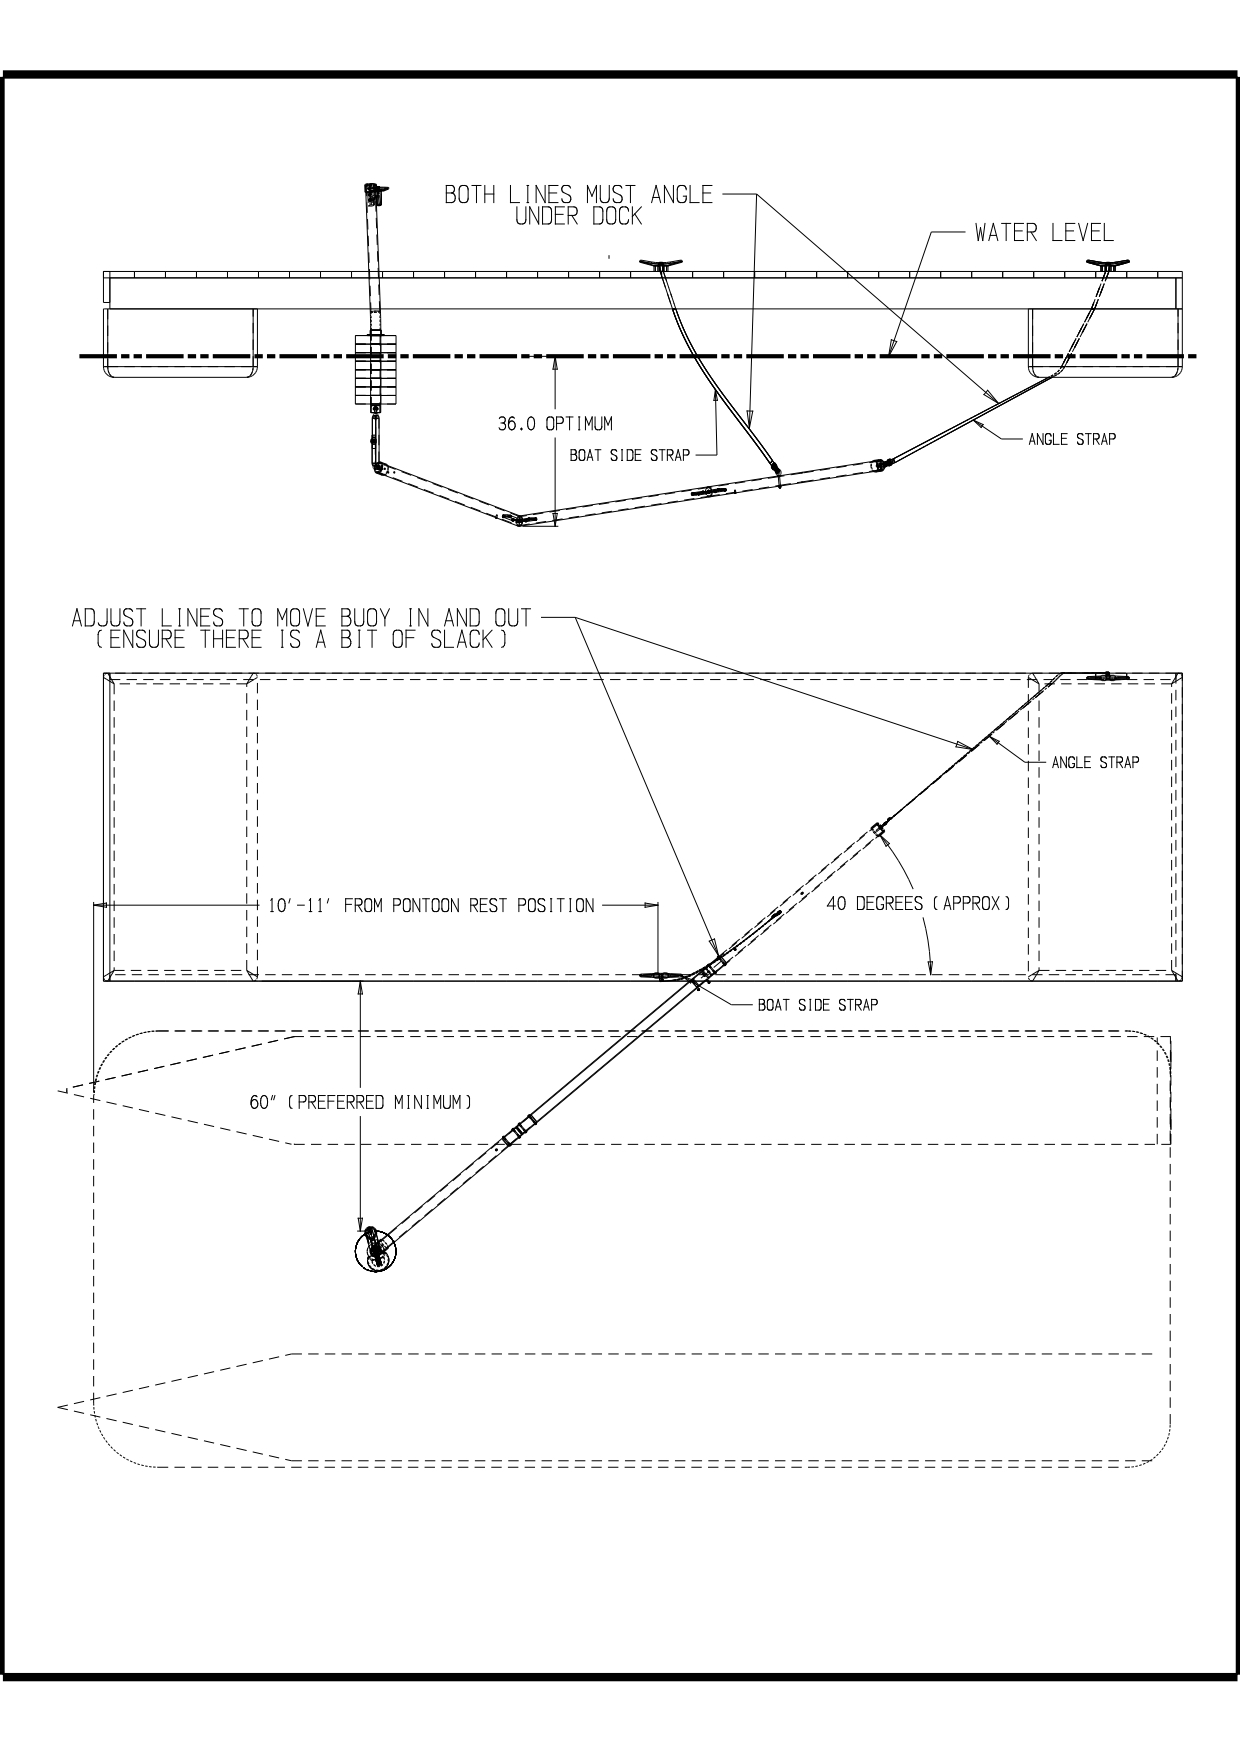 BOTH LINES MUST ANGLE
UNDER DOCK
WATER LEVEL
36.0 OPTIMUM
BOAT SIDE STRAP
ANGLE STRAP
ADJUST LINES TO MOVE BUOY IN AND OUT
(ENSURE THERE IS A BIT OF SLACK)
ANGLE STRAP
10'-11' FROM PONTOON REST POSITION
40 DEGREES (APPROX)
BOAT SIDE STRAP
60" (PREFERRED MINIMUM)